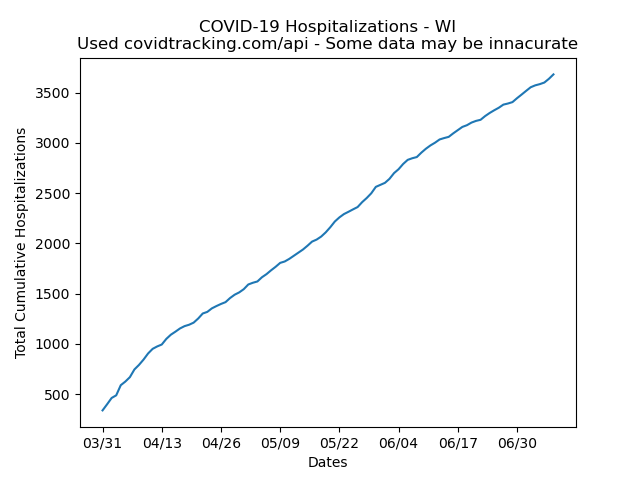 COVID-19 Hospitalizations - WI
Used covidtracking.com/api - Some data may be innacurate
Total Cumulative Hospitalizations
3500
3000
2500
2000
1500
1000
500
03/31 04/13 04/26 05/09 05/22 06/04 06/17 06/30
Dates